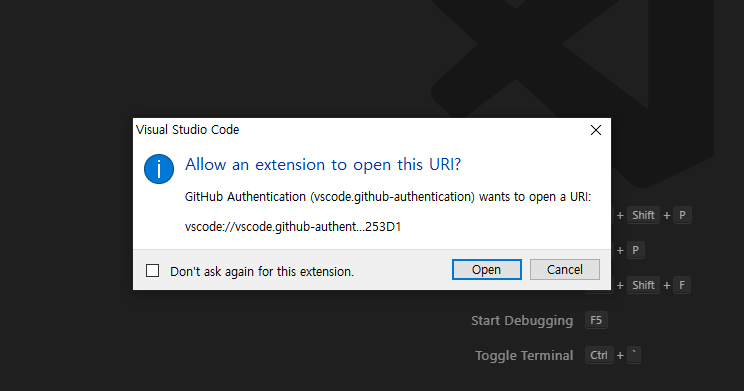 Visual Studio Code
Allow an extension to open this URI?
GitHub Authentication (vscode.github-authentication) wants to open a URI:
vscode://vscode.github-authent...253D1
Don't ask again for this extension.
Open
Cancel
+ Shift + P
+ P
+ Shift + F
Start Debugging F5
Toggle Terminal Ctrl + `